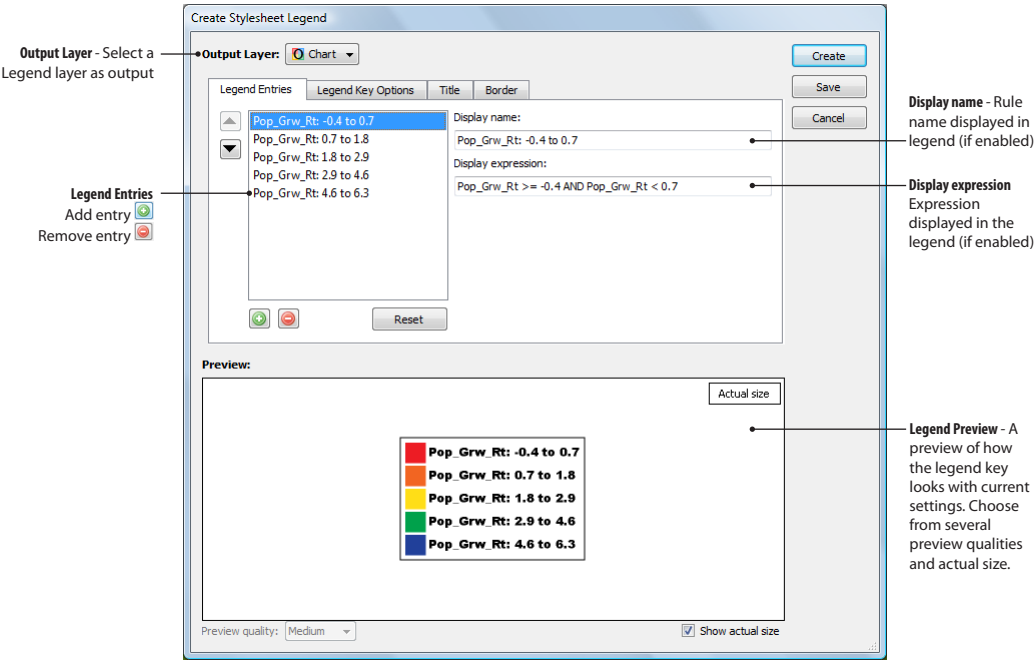 Create Stylesheet Legend
Output Layer - Select a
Legend layer as output
Output Layer: Chart
Create
Save
Cancel
Legend Entries
Legend Key Options
Title
Border
Pop_Grw_Rt: -0.4 to 0.7
Pop_Grw_Rt: 0.7 to 1.8
Pop_Grw_Rt: 1.8 to 2.9
Pop_Grw_Rt: 2.9 to 4.6
Pop_Grw_Rt: 4.6 to 6.3
Display name:
Pop_Grw_Rt: -0.4 to 0.7
Display expression:
Pop_Grw_Rt >= -0.4 AND Pop_Grw_Rt < 0.7
Display name - Rule
name displayed in
legend (if enabled)
Display expression
Expression
displayed in the
legend (if enabled)
Legend Entries
Add entry
Remove entry
Reset
Preview:
Actual size
Pop_Grw_Rt: -0.4 to 0.7
Pop_Grw_Rt: 0.7 to 1.8
Pop_Grw_Rt: 1.8 to 2.9
Pop_Grw_Rt: 2.9 to 4.6
Pop_Grw_Rt: 4.6 to 6.3
Legend Preview - A
preview of how
the legend key
looks with current
settings. Choose
from several
preview qualities
and actual size.
Preview quality: Medium
Show actual size